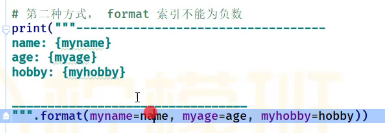 # 第二种方式, format 索引不能为负数
print("""---------------------------------
name: {myname}
age: {myage}
hobby: {myhobby}
_________________________________
""".format(myname=name, myage=age, myhobby=hobby))